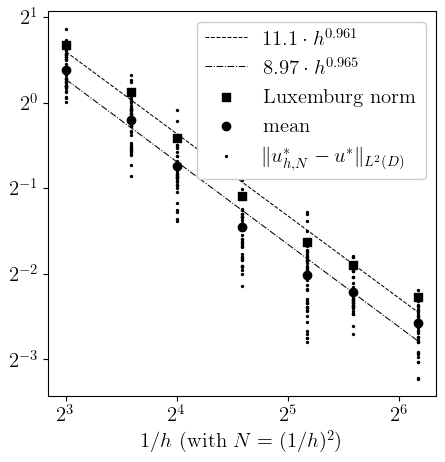 2^1
2^0
2^{-1}
2^{-2}
2^{-3}
11.1 · h^{0.961}
8.97 · h^{0.965}
Luxemburg norm
mean
‖u^*_{h,N} − u^*‖_{L^2(D)}
2^3 2^4 2^5 2^6
1/h (with N = (1/h)^2)